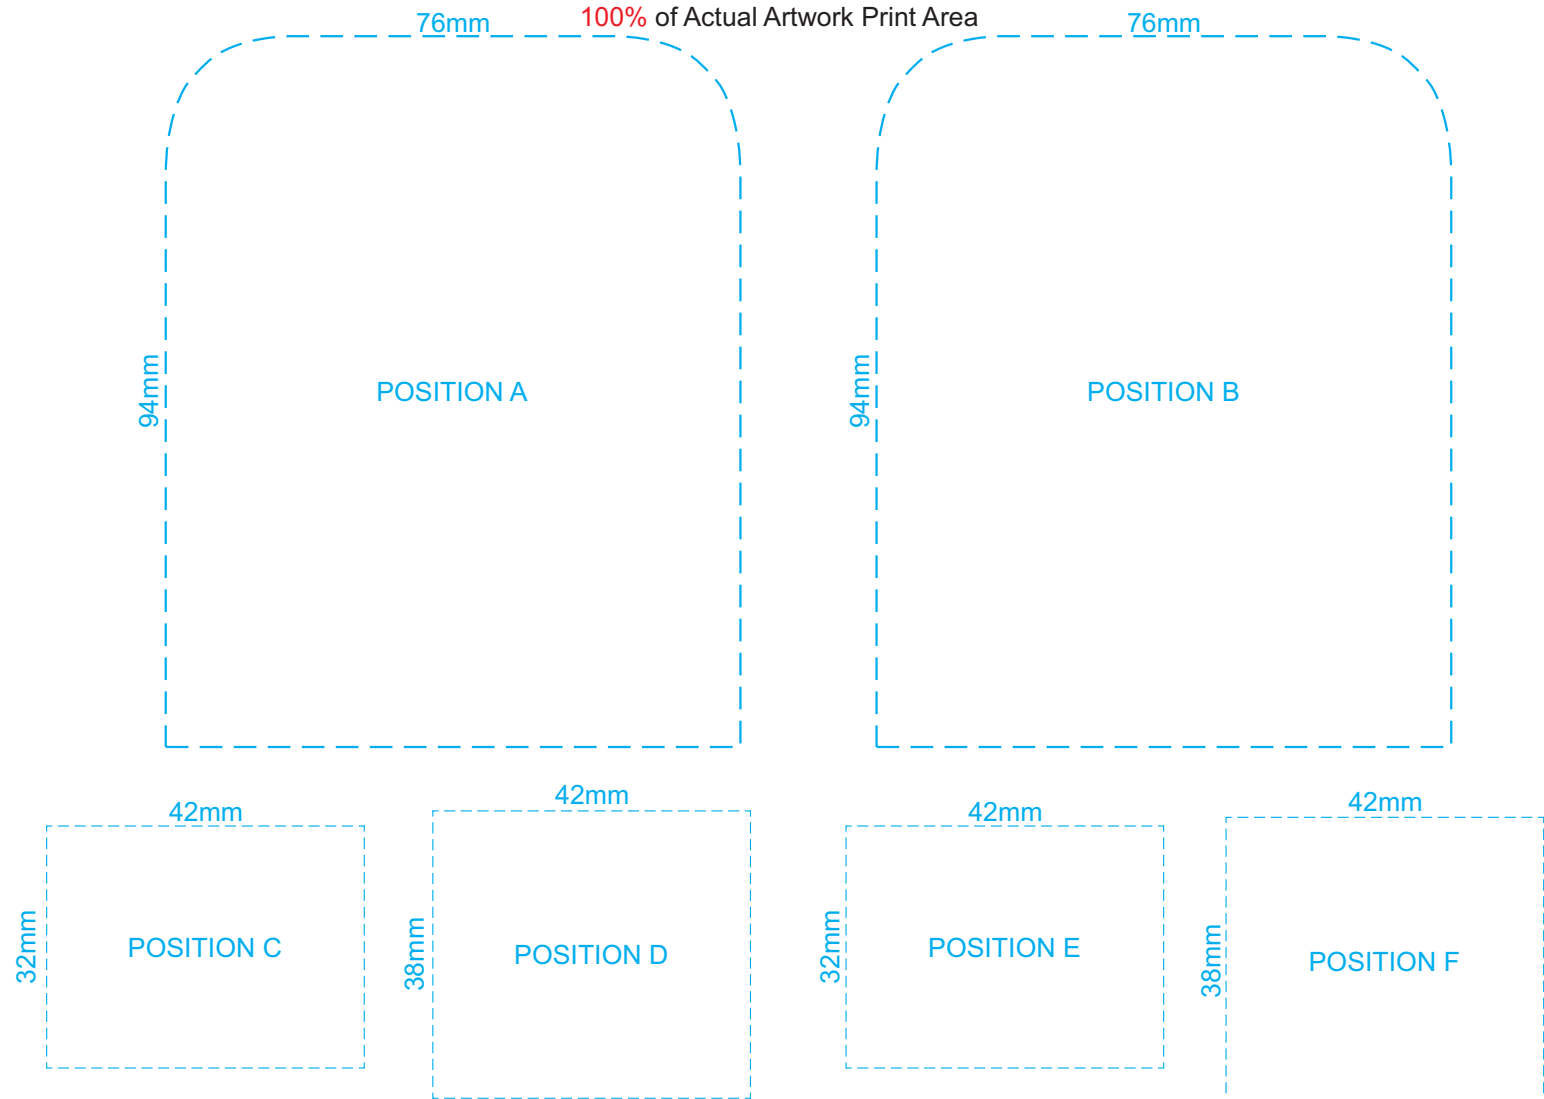 100% of Actual Artwork Print Area
76mm
76mm
94mm
POSITION A
94mm
POSITION B
42mm
42mm
42mm
42mm
32mm
POSITION C
38mm
POSITION D
32mm
POSITION E
38mm
POSITION F